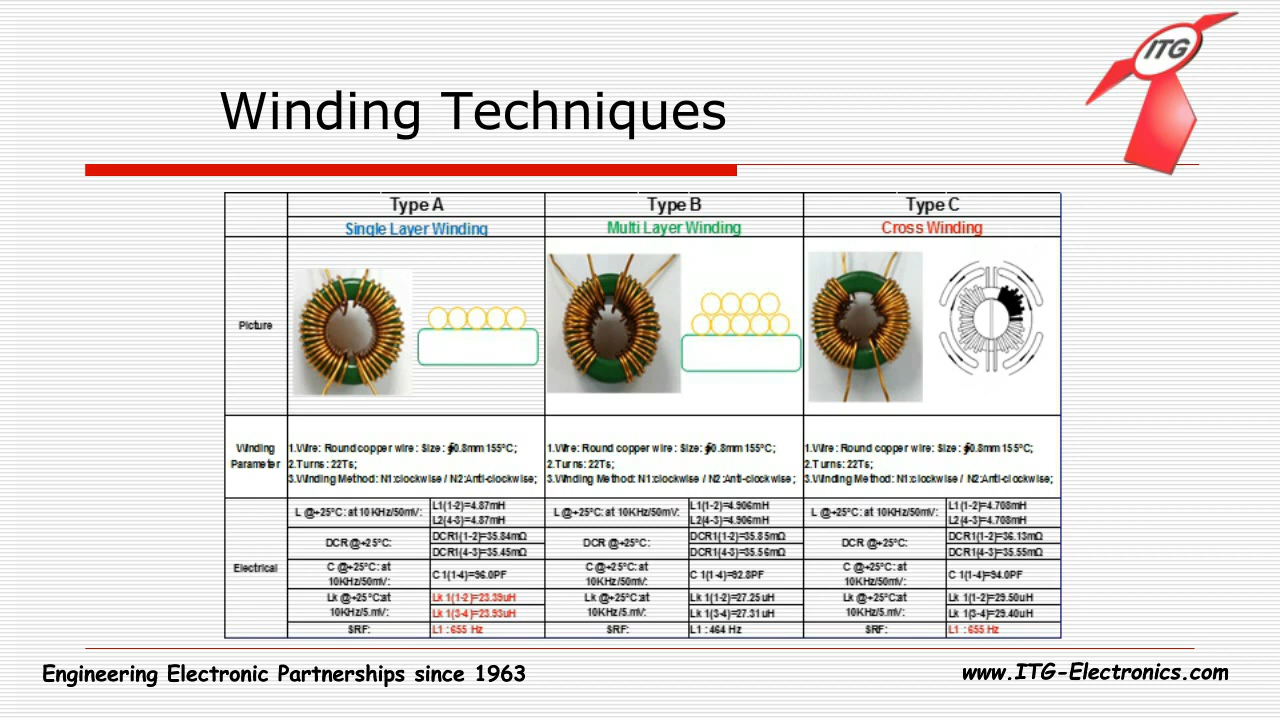 ITG
Winding Techniques
Type A
Type B
Type C
Single Layer Winding
Multi Layer Winding
Cross Winding
Picture
Winding Parameter
1.Wire: Round copper wire: Size: ∮0.8mm 155°C;
2.Turns: 22Ts;
3.Winding Method: N1:clockwise / N2:Anti-clockwise;
1.Wire: Round copper wire: Size: ∮0.8mm 155°C;
2.Turns: 22Ts;
3.Winding Method: N1:clockwise / N2:Anti-clockwise;
1.Wire: Round copper wire: Size: ∮0.8mm 155°C;
2.Turns: 22Ts;
3.Winding Method: N1:clockwise / N2:Anti-clockwise;
Electrical
L @+25°C: at 10KHz/50mV:
L1(1-2)=4.87mH
L2(4-3)=4.87mH
L @+25°C: at 10KHz/50mV:
L1(1-2)=4.906mH
L2(4-3)=4.906mH
L @+25°C: at 10KHz/50mV:
L1(1-2)=4.708mH
L2(4-3)=4.708mH
DCR @+25°C:
DCR1(1-2)=35.84mΩ
DCR1(4-3)=35.45mΩ
DCR @+25°C:
DCR1(1-2)=35.85mΩ
DCR1(4-3)=35.56mΩ
DCR @+25°C:
DCR1(1-2)=36.13mΩ
DCR1(4-3)=35.55mΩ
C @+25°C: at
10KHz/50mV:
C 1(1-4)=96.0PF
C @+25°C: at
10KHz/50mV:
C 1(1-4)=92.8PF
C @+25°C: at
10KHz/50mV:
C 1(1-4)=94.0PF
Lk @+25°C:at
10KHz/5.mV:
Lk 1(1-2)=23.39uH
Lk 1(3-4)=23.93uH
Lk @+25°C:at
10KHz/5.mV:
Lk 1(1-2)=27.25uH
Lk 1(3-4)=27.31uH
Lk @+25°C:at
10KHz/5.mV:
Lk 1(1-2)=29.50uH
Lk 1(3-4)=29.40uH
SRF:
L1 : 655 Hz
SRF:
L1 : 464 Hz
SRF:
L1 : 655 Hz
Engineering Electronic Partnerships since 1963
www.ITG-Electronics.com